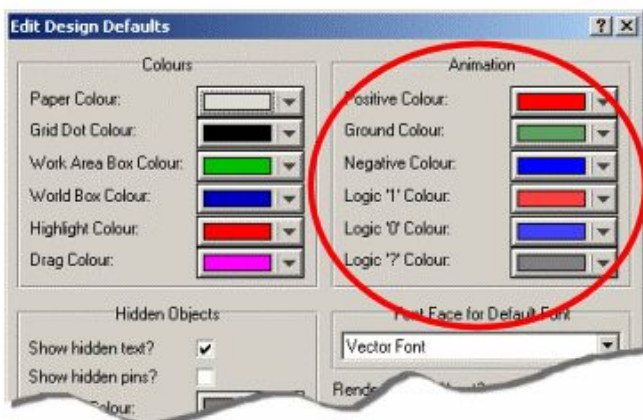 Edit Design Defaults
Colours
Paper Colour:
Grid Dot Colour:
Work Area Box Colour:
World Box Colour:
Highlight Colour:
Drag Colour:
Animation
Positive Colour:
Ground Colour:
Negative Colour:
Logic '1' Colour:
Logic '0' Colour:
Logic '?' Colour:
Hidden Objects
Show hidden text?
Show hidden pins?
Colour:
Font Face for Default Font
Vector Font